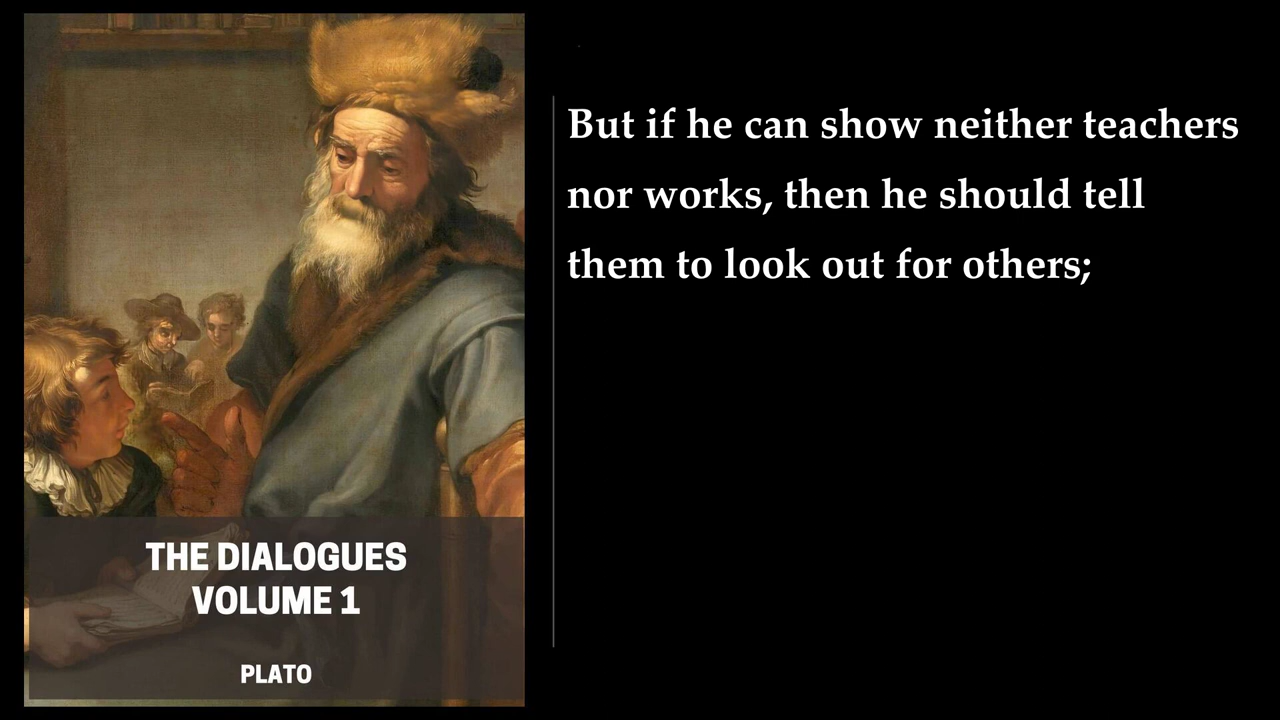 But if he can show neither teachers
nor works, then he should tell
them to look out for others;
THE DIALOGUES
VOLUME 1
PLATO